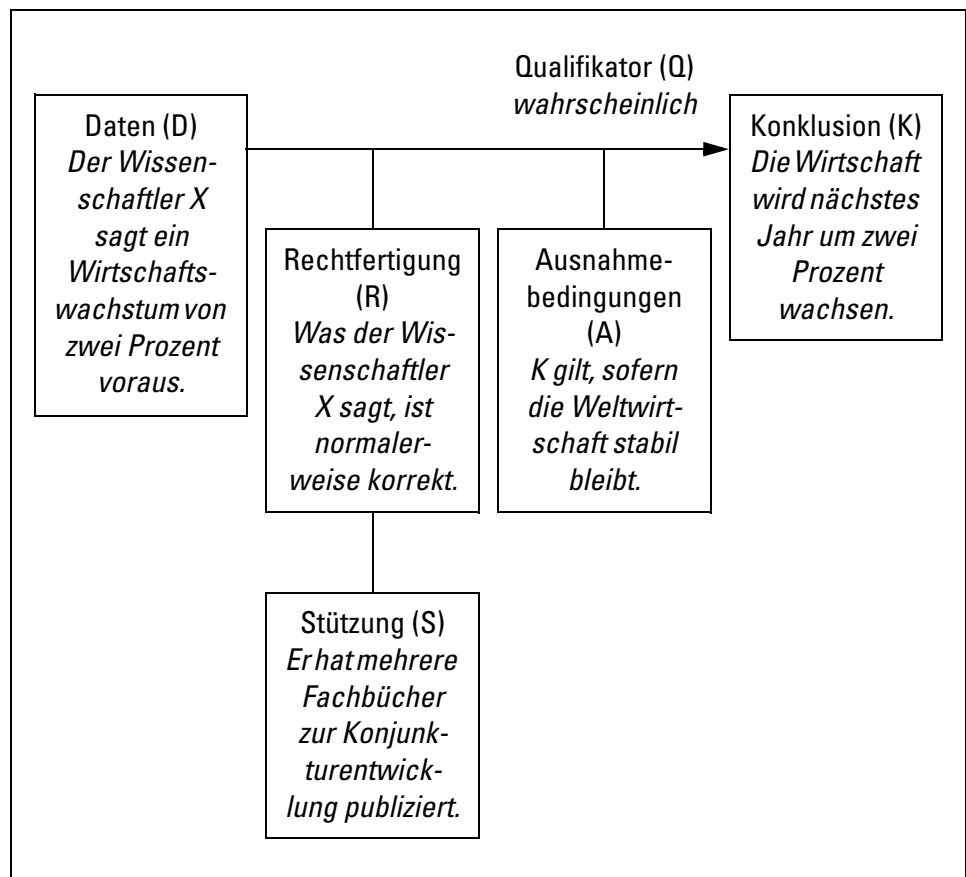 Qualifikator (Q)
wahrscheinlich
Daten (D)
Der Wissen-
schaftler X
sagt ein
Wirtschafts-
wachstum von
zwei Prozent
voraus.
Konklusion (K)
Die Wirtschaft
wird nächstes
Jahr um zwei
Prozent
wachsen.
Rechtfertigung
(R)
Was der Wis-
senschaftler
X sagt, ist
normaler-
weise korrekt.
Ausnahme-
bedingungen
(A)
K gilt, sofern
die Weltwirt-
schaft stabil
bleibt.
Stützung (S)
Er hat mehrere
Fachbücher
zur Konjunk-
turentwick-
lung publiziert.